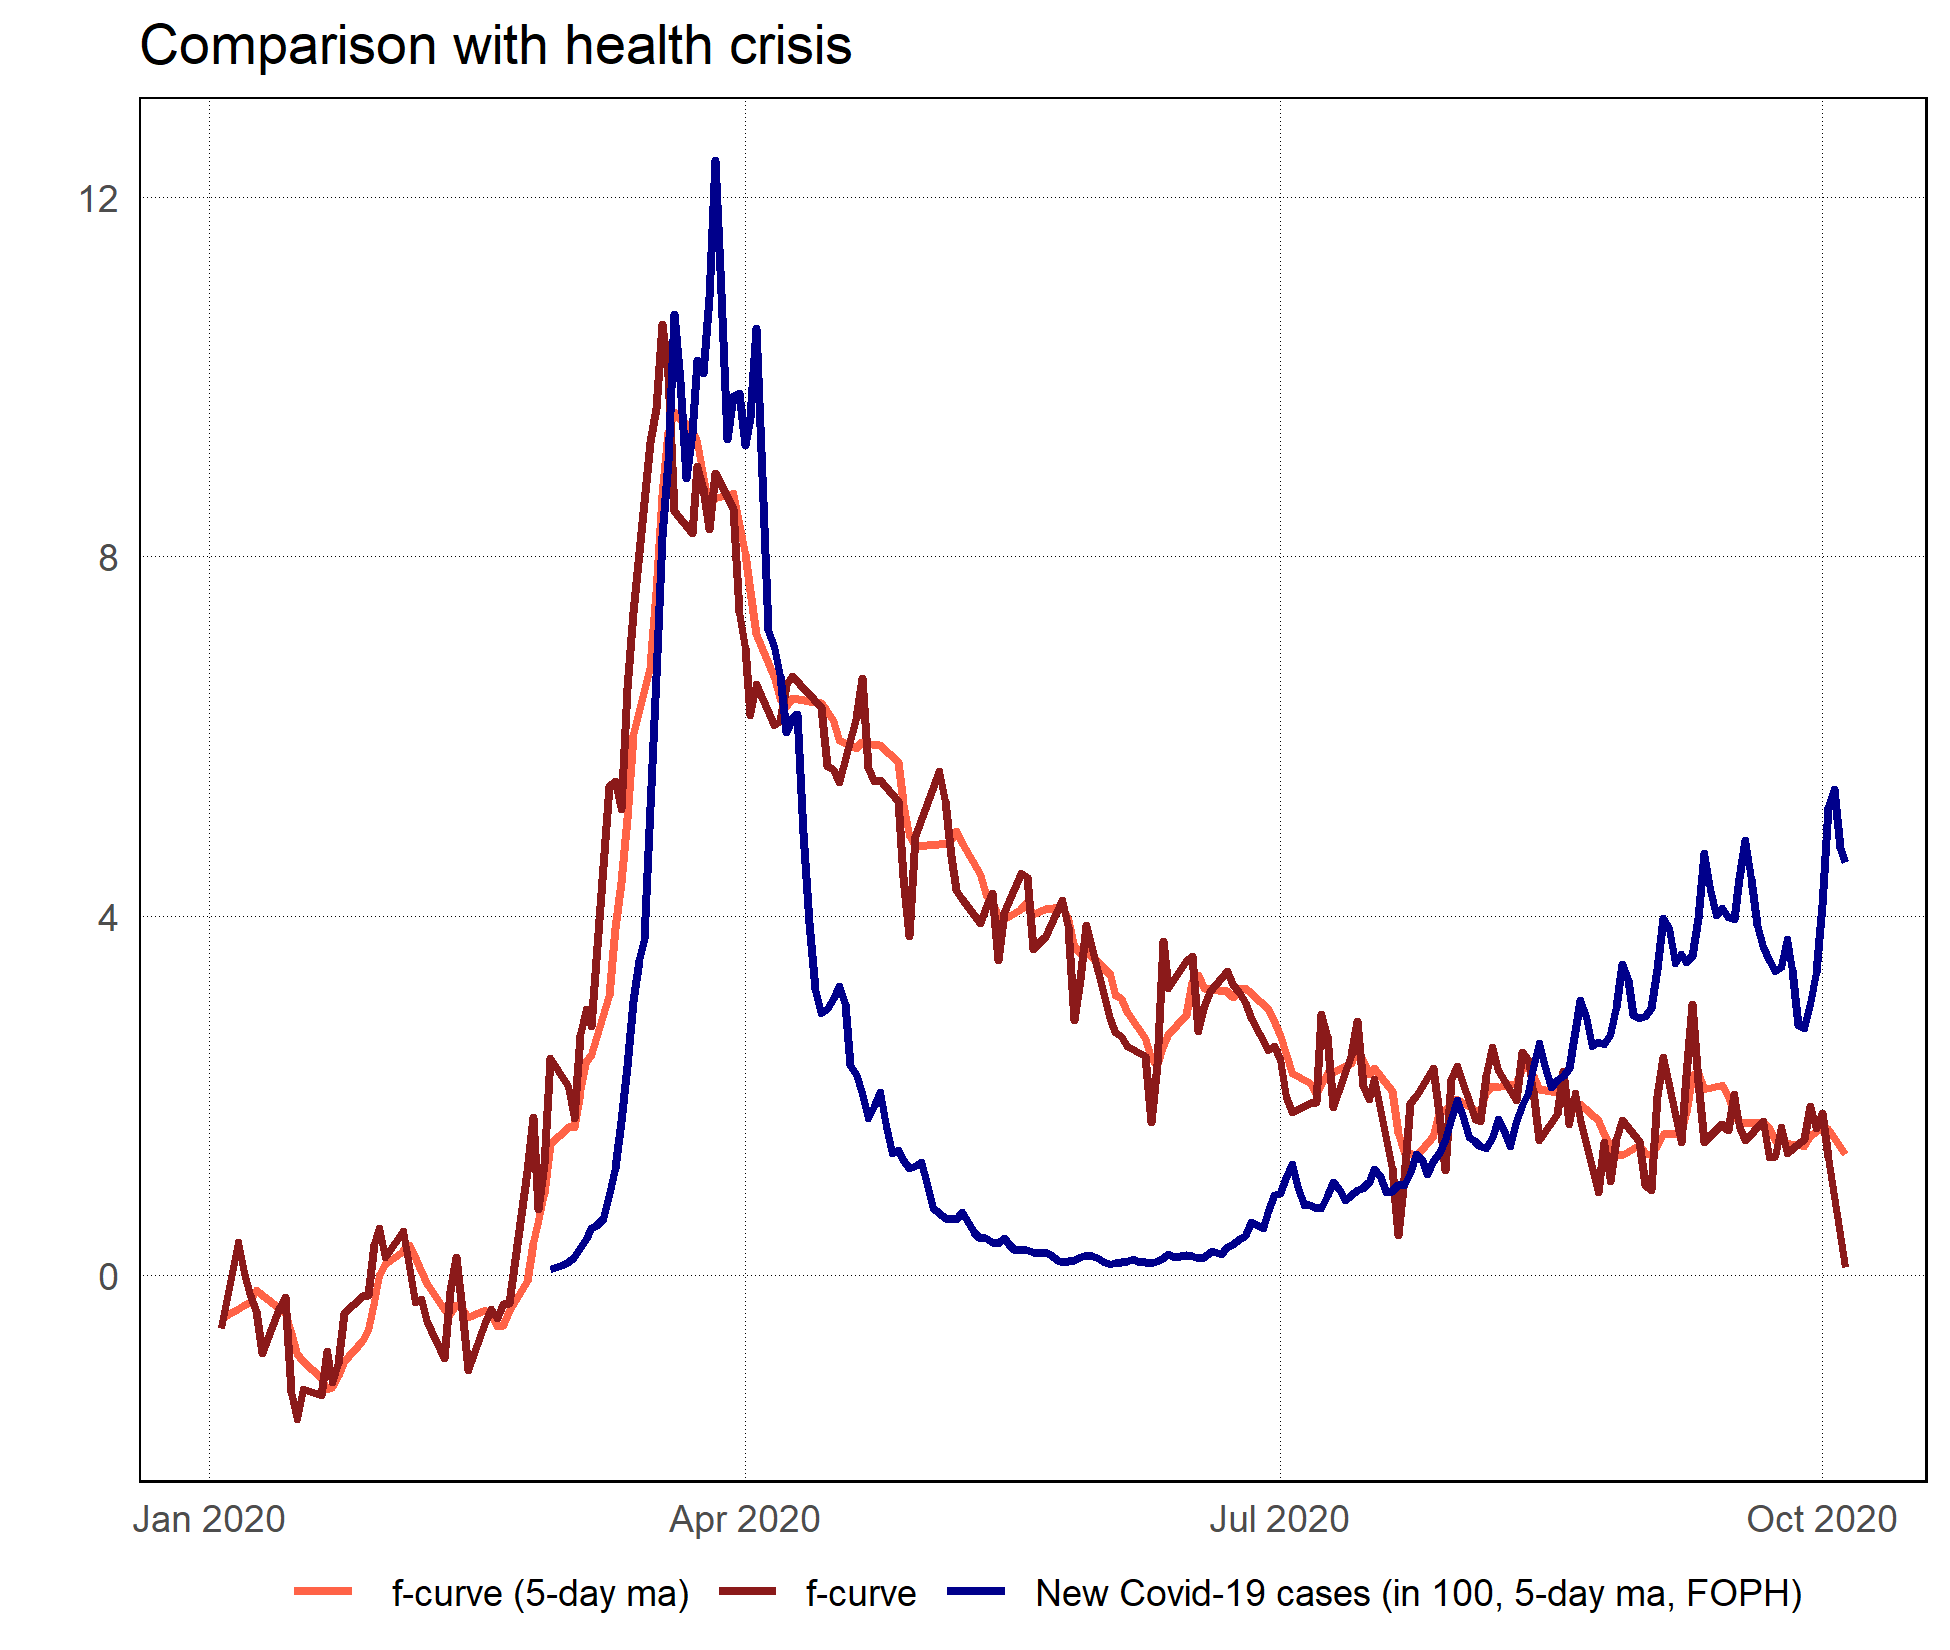 Comparison with health crisis
12
8
4
0
Jan 2020 Apr 2020 Jul 2020 Oct 2020
f-curve (5-day ma) f-curve New Covid-19 cases (in 100, 5-day ma, FOPH)